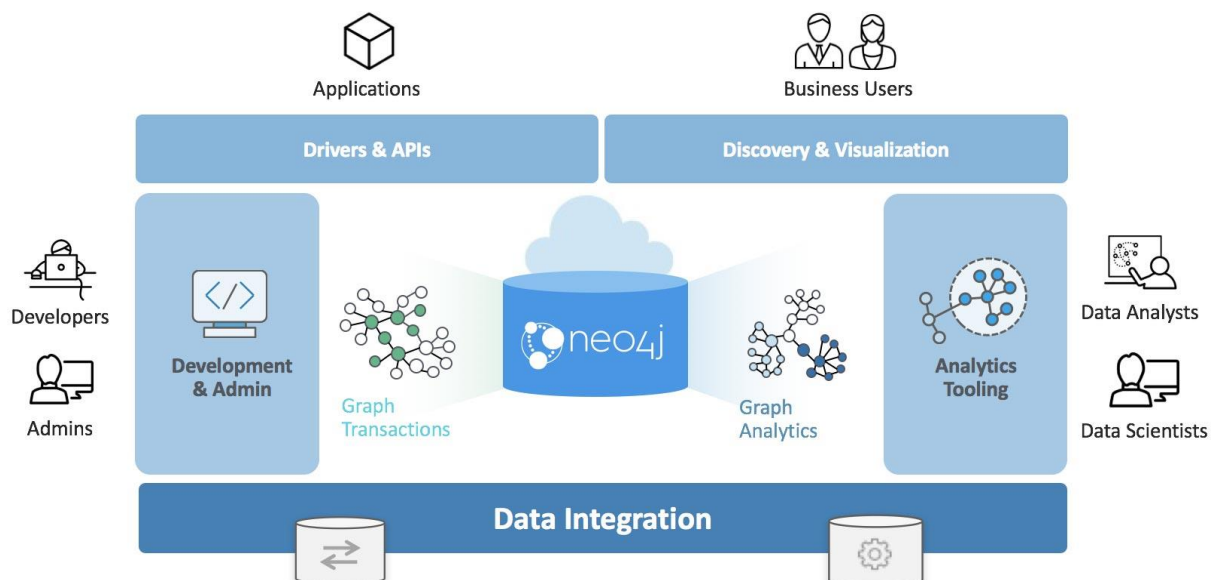 Applications
Business Users
Drivers & APIs
Discovery & Visualization
Developers
Admins
</>
Development
& Admin
Graph
Transactions
neo4j
Graph
Analytics
Analytics
Tooling
Data Analysts
Data Scientists
Data Integration